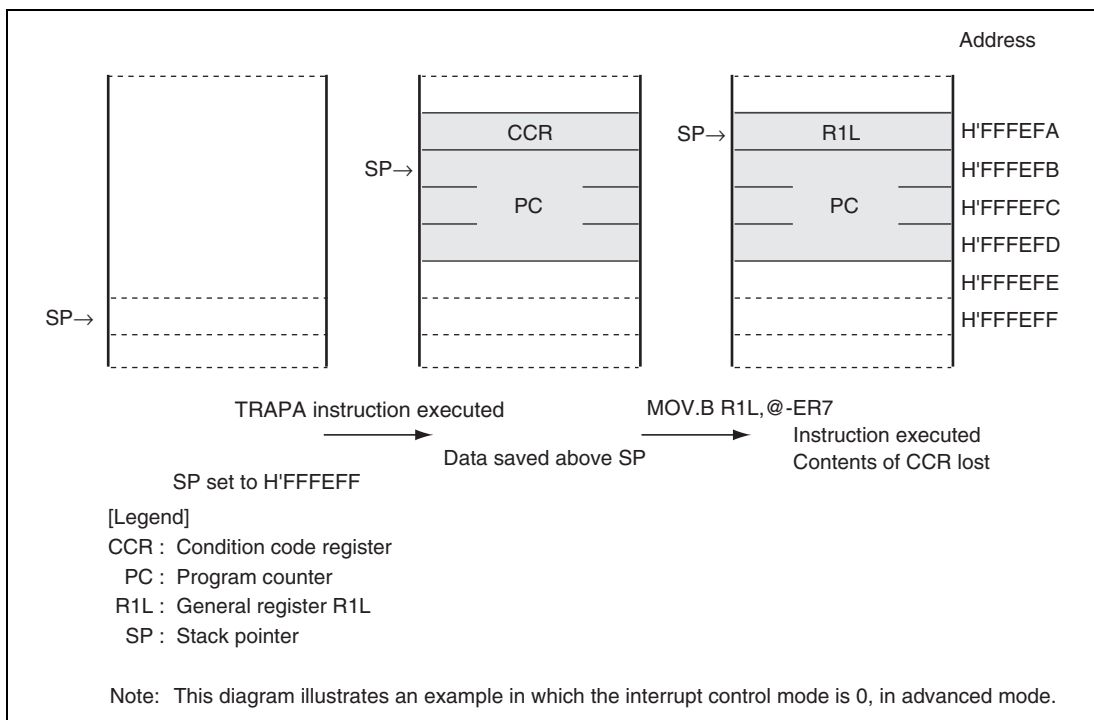 Address
CCR
SP→
R1L
H'FFFEFA
SP→
H'FFFEFB
PC
PC
H'FFFEFC
H'FFFEFD
H'FFFEFE
SP→
H'FFFEFF
TRAPA instruction executed
MOV.B R1L,@-ER7
Data saved above SP
Instruction executed
Contents of CCR lost
SP set to H'FFFEFF
[Legend]
CCR : Condition code register
PC : Program counter
R1L : General register R1L
SP : Stack pointer
Note: This diagram illustrates an example in which the interrupt control mode is 0, in advanced mode.